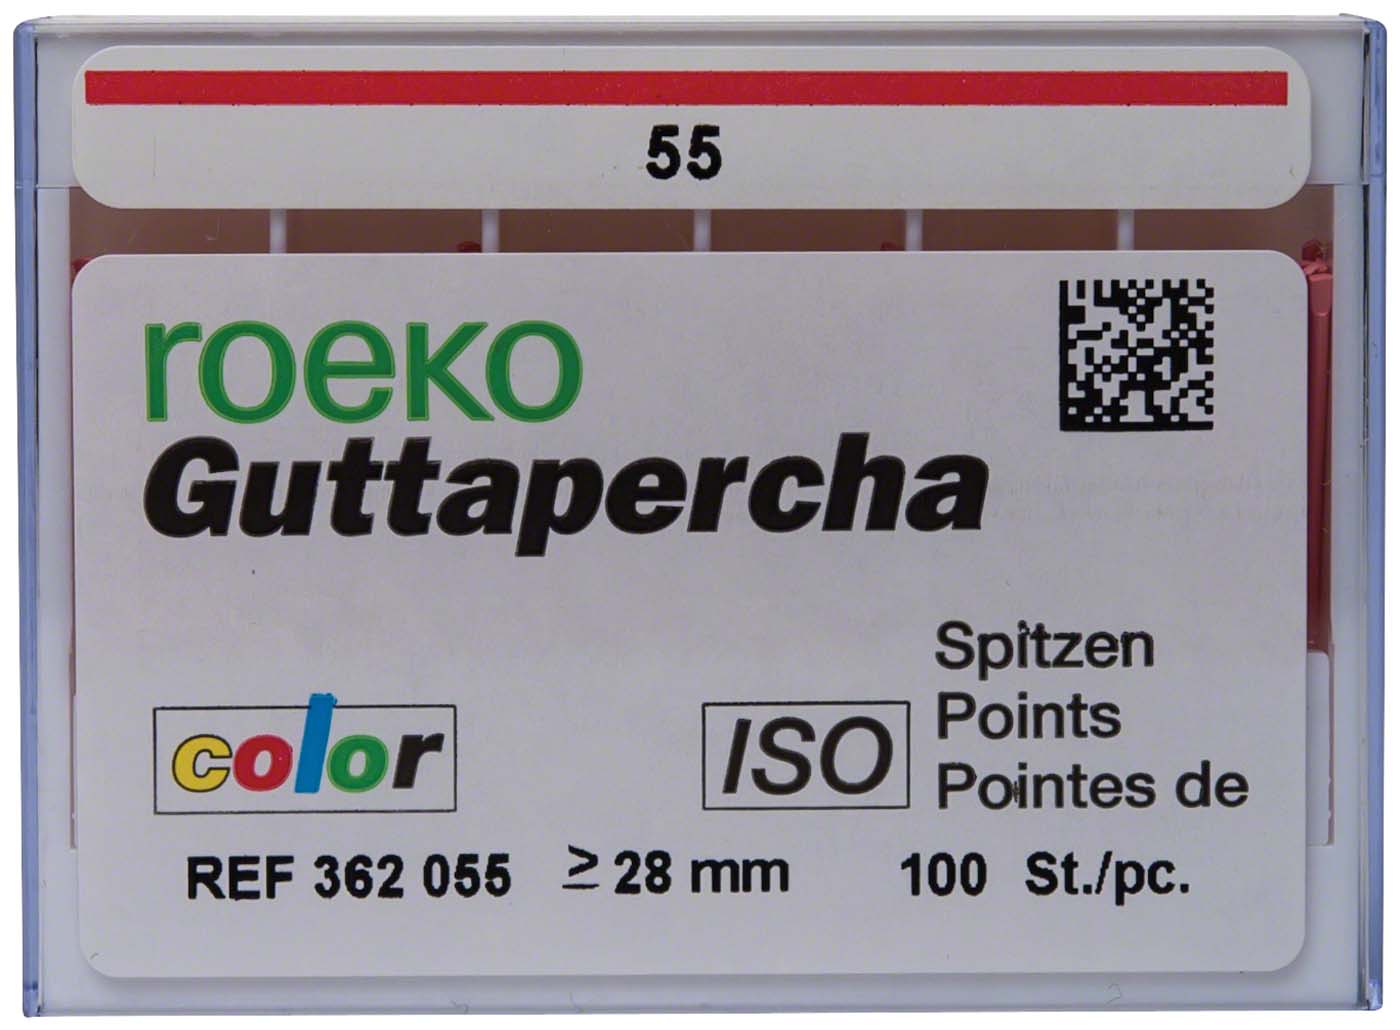 55
roeko
Guttapercha
Spitzen
Points
Pointes de
color
ISO
REF 362 055 ≥ 28 mm 100 St./pc.